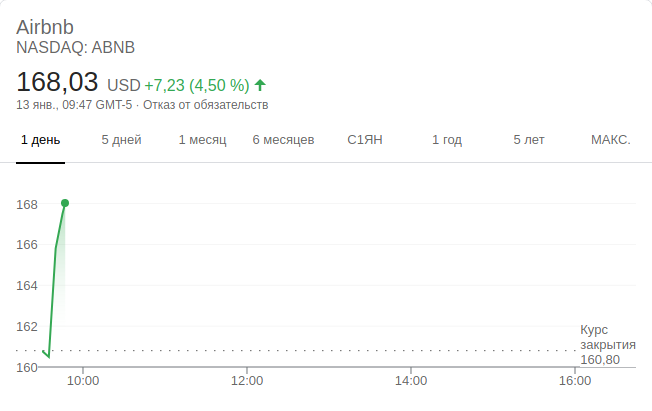 Airbnb
NASDAQ: ABNB
168,03 USD +7,23 (4,50 %)
13 янв., 09:47 GMT-5 · Отказ от обязательств
1 день 5 дней 1 месяц 6 месяцев С1ЯН 1 год 5 лет МАКС.
168
166
164
162
Курс
закрытия
160,80
160
10:00 12:00 14:00 16:00